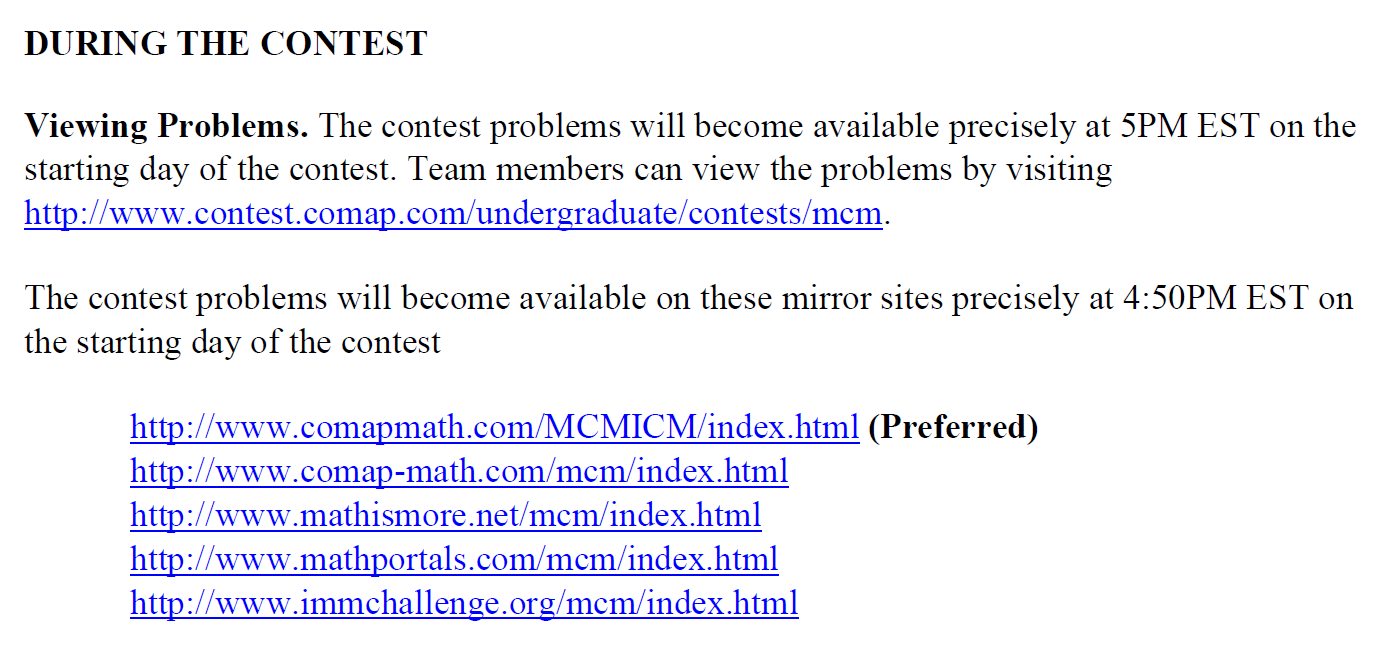 DURING THE CONTEST
Viewing Problems. The contest problems will become available precisely at 5PM EST on the
starting day of the contest. Team members can view the problems by visiting
http://www.contest.comap.com/undergraduate/contests/mcm.
The contest problems will become available on these mirror sites precisely at 4:50PM EST on
the starting day of the contest
http://www.comapmath.com/MCMICM/index.html (Preferred)
http://www.comap-math.com/mcm/index.html
http://www.mathismore.net/mcm/index.html
http://www.mathportals.com/mcm/index.html
http://www.immchallenge.org/mcm/index.html